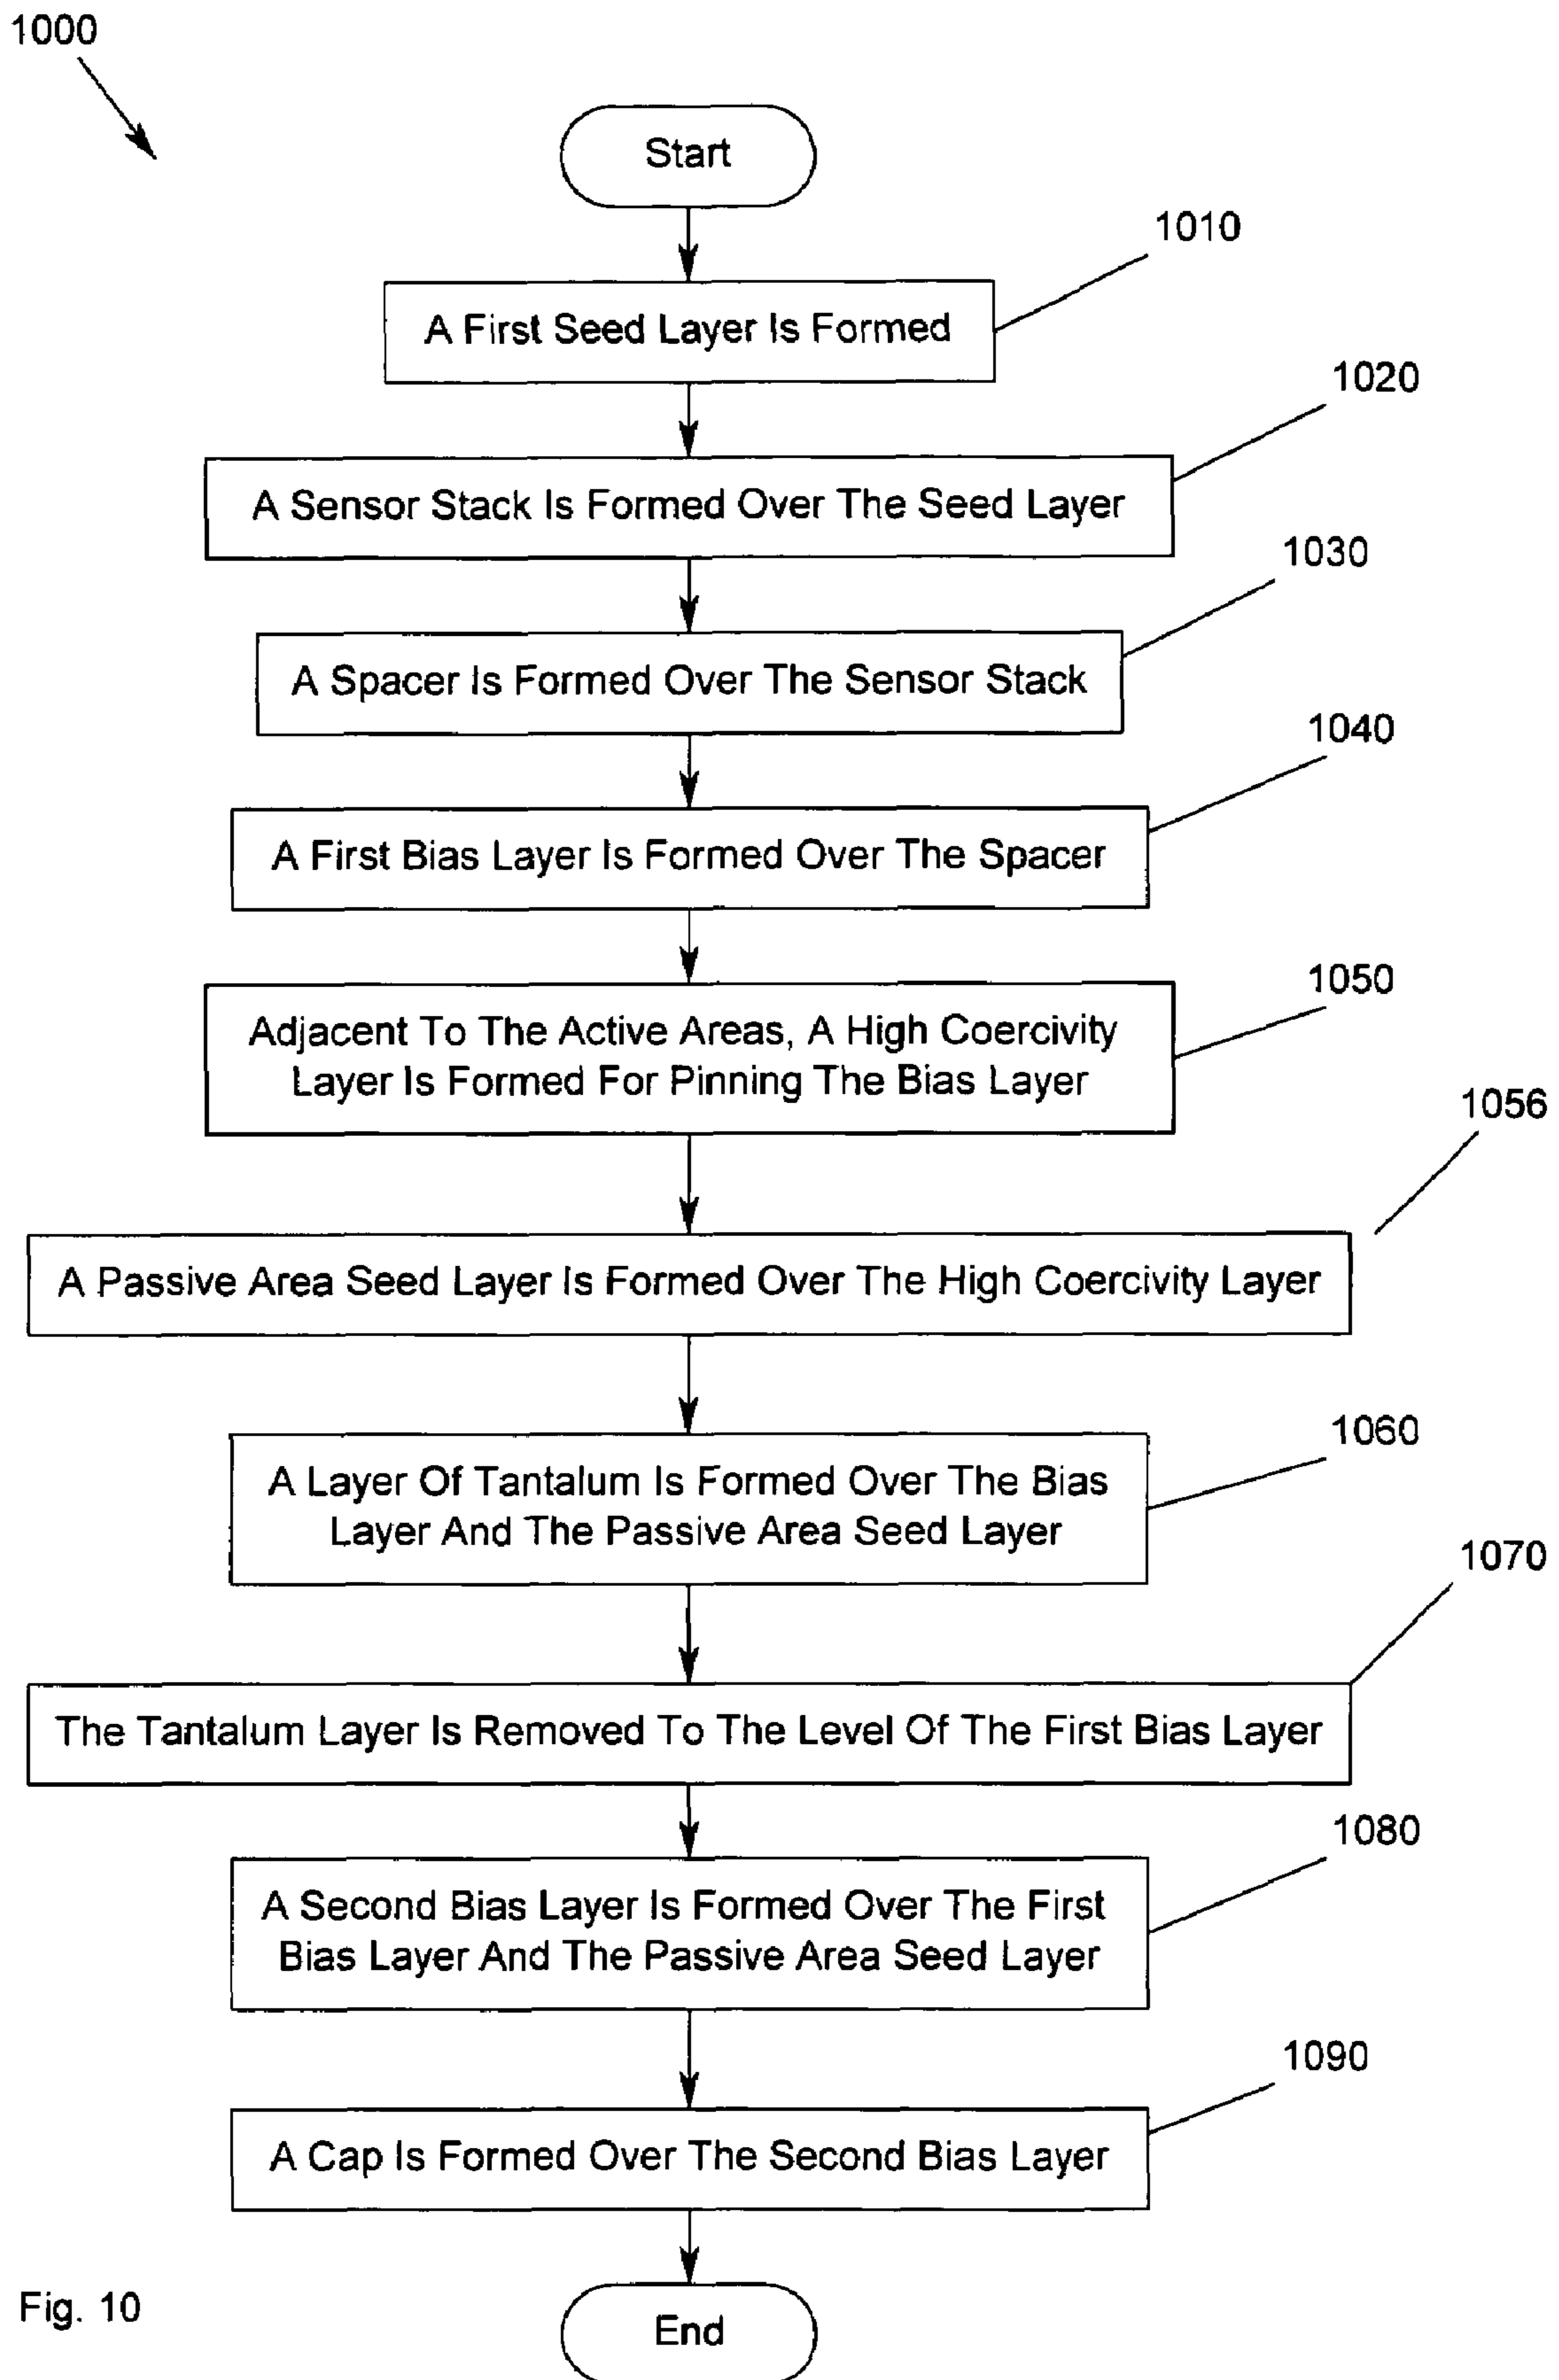 1000
Start
1010
A First Seed Layer Is Formed
1020
A Sensor Stack Is Formed Over The Seed Layer
1030
A Spacer Is Formed Over The Sensor Stack
1040
A First Bias Layer Is Formed Over The Spacer
1050
Adjacent To The Active Areas, A High Coercivity
Layer Is Formed For Pinning The Bias Layer
1056
A Passive Area Seed Layer Is Formed Over The High Coercivity Layer
1060
A Layer Of Tantalum Is Formed Over The Bias
Layer And The Passive Area Seed Layer
1070
The Tantalum Layer Is Removed To The Level Of The First Bias Layer
1080
A Second Bias Layer Is Formed Over The First
Bias Layer And The Passive Area Seed Layer
1090
A Cap Is Formed Over The Second Bias Layer
Fig. 10
End